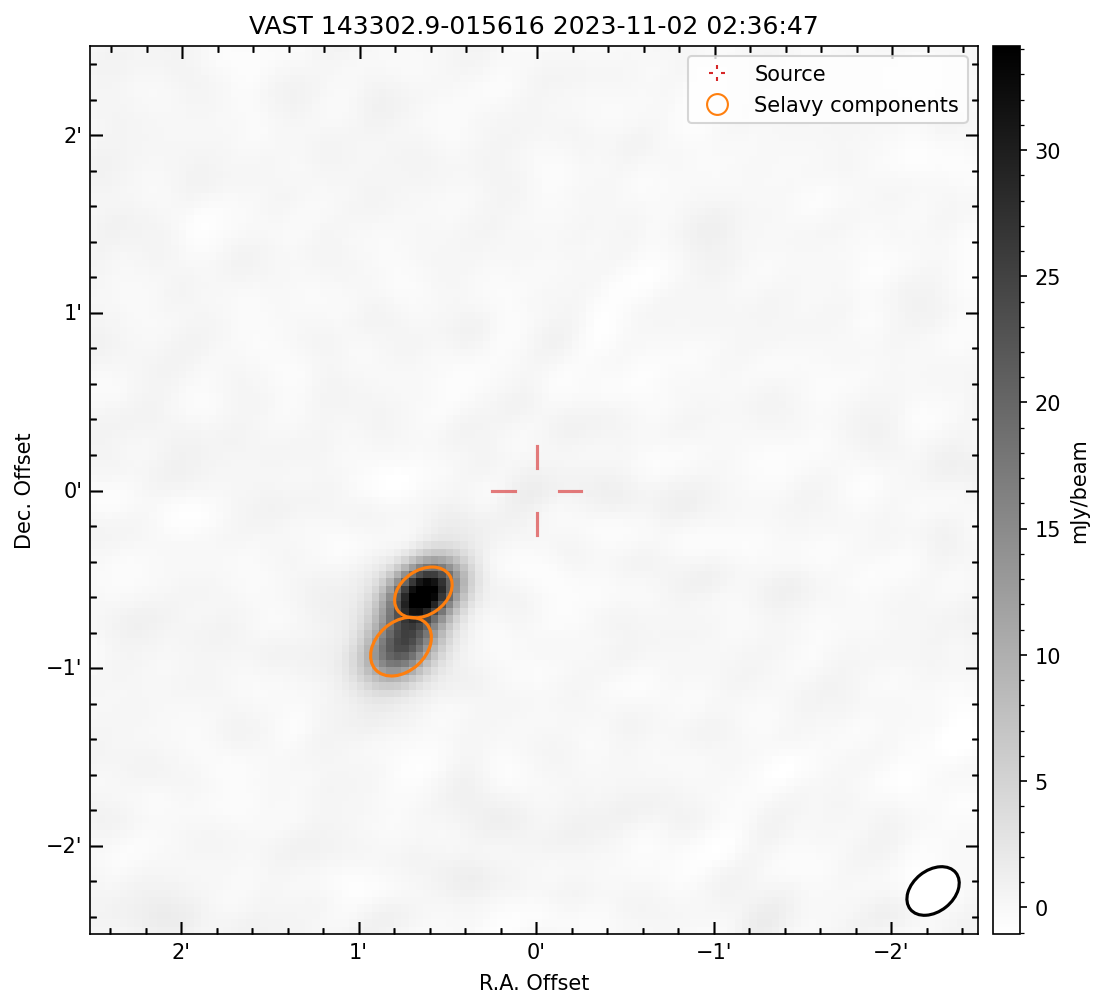 VAST 143302.9-015616 2023-11-02 02:36:47
Source
Selavy components
2'
1'
0'
−1'
−2'
Dec. Offset
2'
1'
0'
−1'
−2'
R.A. Offset
30
25
20
15
10
5
0
mJy/beam